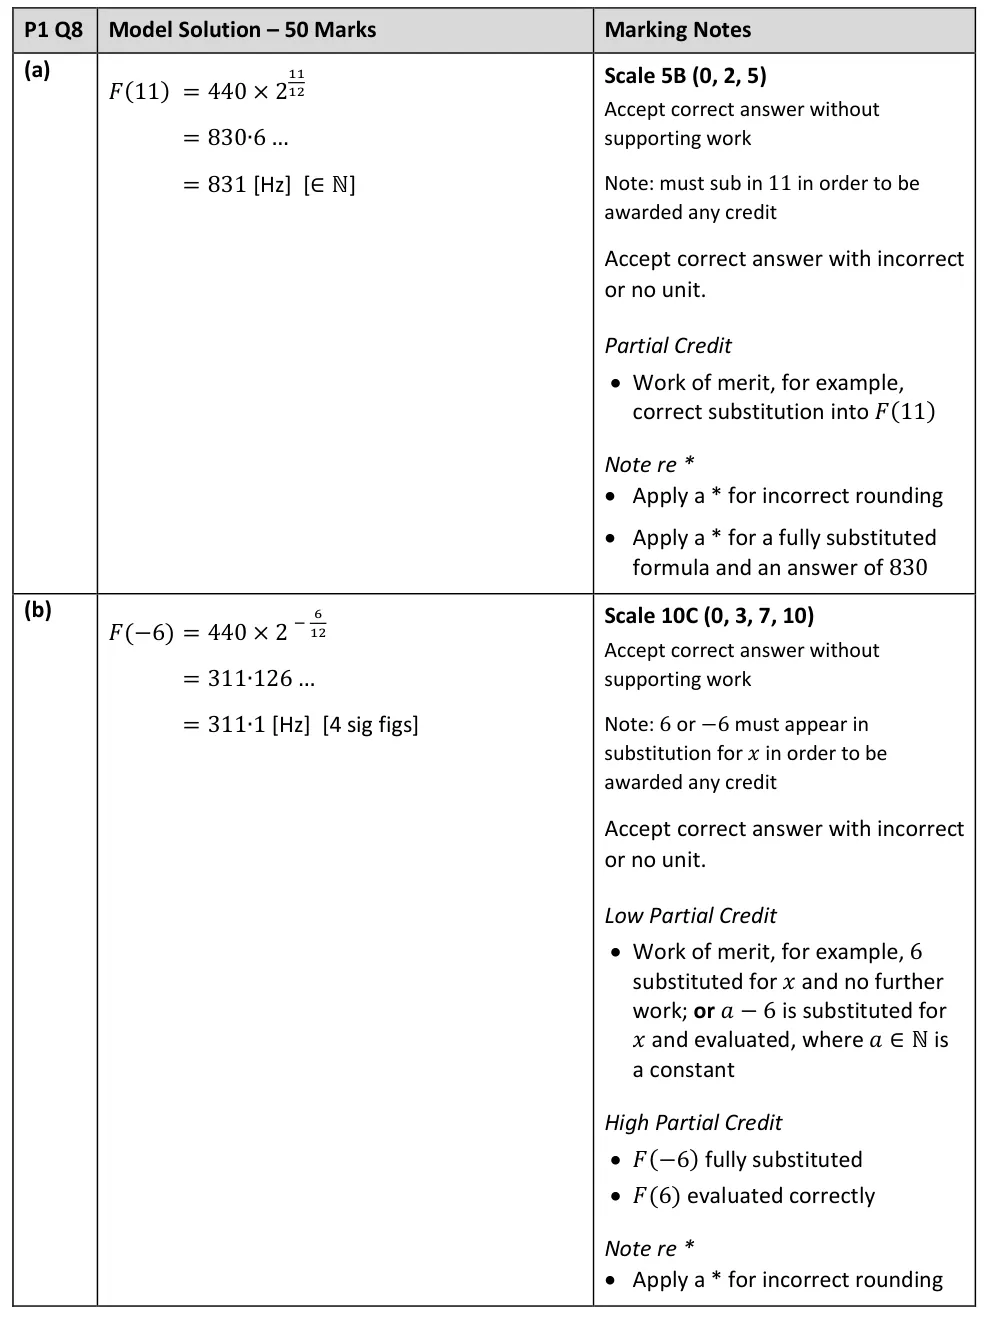 P1 Q8 Model Solution – 50 Marks Marking Notes
(a)
F(11) = 440 × 2^(11/12)
= 830·6 …
= 831 [Hz] [∈ ℕ]
Scale 5B (0, 2, 5)
Accept correct answer without
supporting work
Note: must sub in 11 in order to be
awarded any credit
Accept correct answer with incorrect
or no unit.
Partial Credit
• Work of merit, for example,
correct substitution into F(11)
Note re *
• Apply a * for incorrect rounding
• Apply a * for a fully substituted
formula and an answer of 830
(b)
F(−6) = 440 × 2^(−6/12)
= 311·126 …
= 311·1 [Hz] [4 sig figs]
Scale 10C (0, 3, 7, 10)
Accept correct answer without
supporting work
Note: 6 or −6 must appear in
substitution for x in order to be
awarded any credit
Accept correct answer with incorrect
or no unit.
Low Partial Credit
• Work of merit, for example, 6
substituted for x and no further
work; or a − 6 is substituted for
x and evaluated, where a ∈ ℕ is
a constant
High Partial Credit
• F(−6) fully substituted
• F(6) evaluated correctly
Note re *
• Apply a * for incorrect rounding